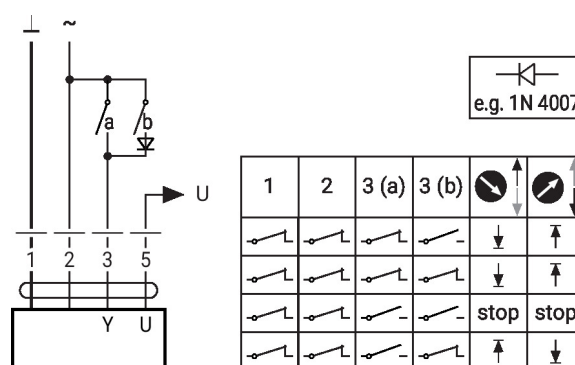 ⊥ ~
a b
e.g. 1N 4007
U
1 2 3 5
Y U
1 2 3 (a) 3 (b)
stop stop